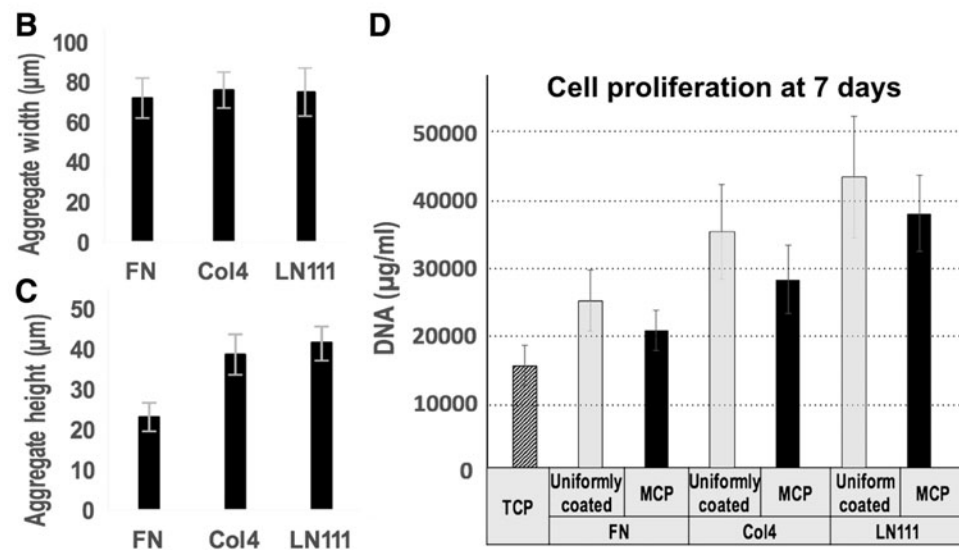 B
Aggregate width (µm)
100
80
60
40
20
0
FN Col4 LN111
C
Aggregate height (µm)
50
40
30
20
10
0
FN Col4 LN111
D
Cell proliferation at 7 days
DNA (µg/ml)
50000
40000
30000
20000
10000
0
TCP
Uniformly
coated
MCP
Uniformly
coated
MCP
Uniform
coated
MCP
FN Col4 LN111